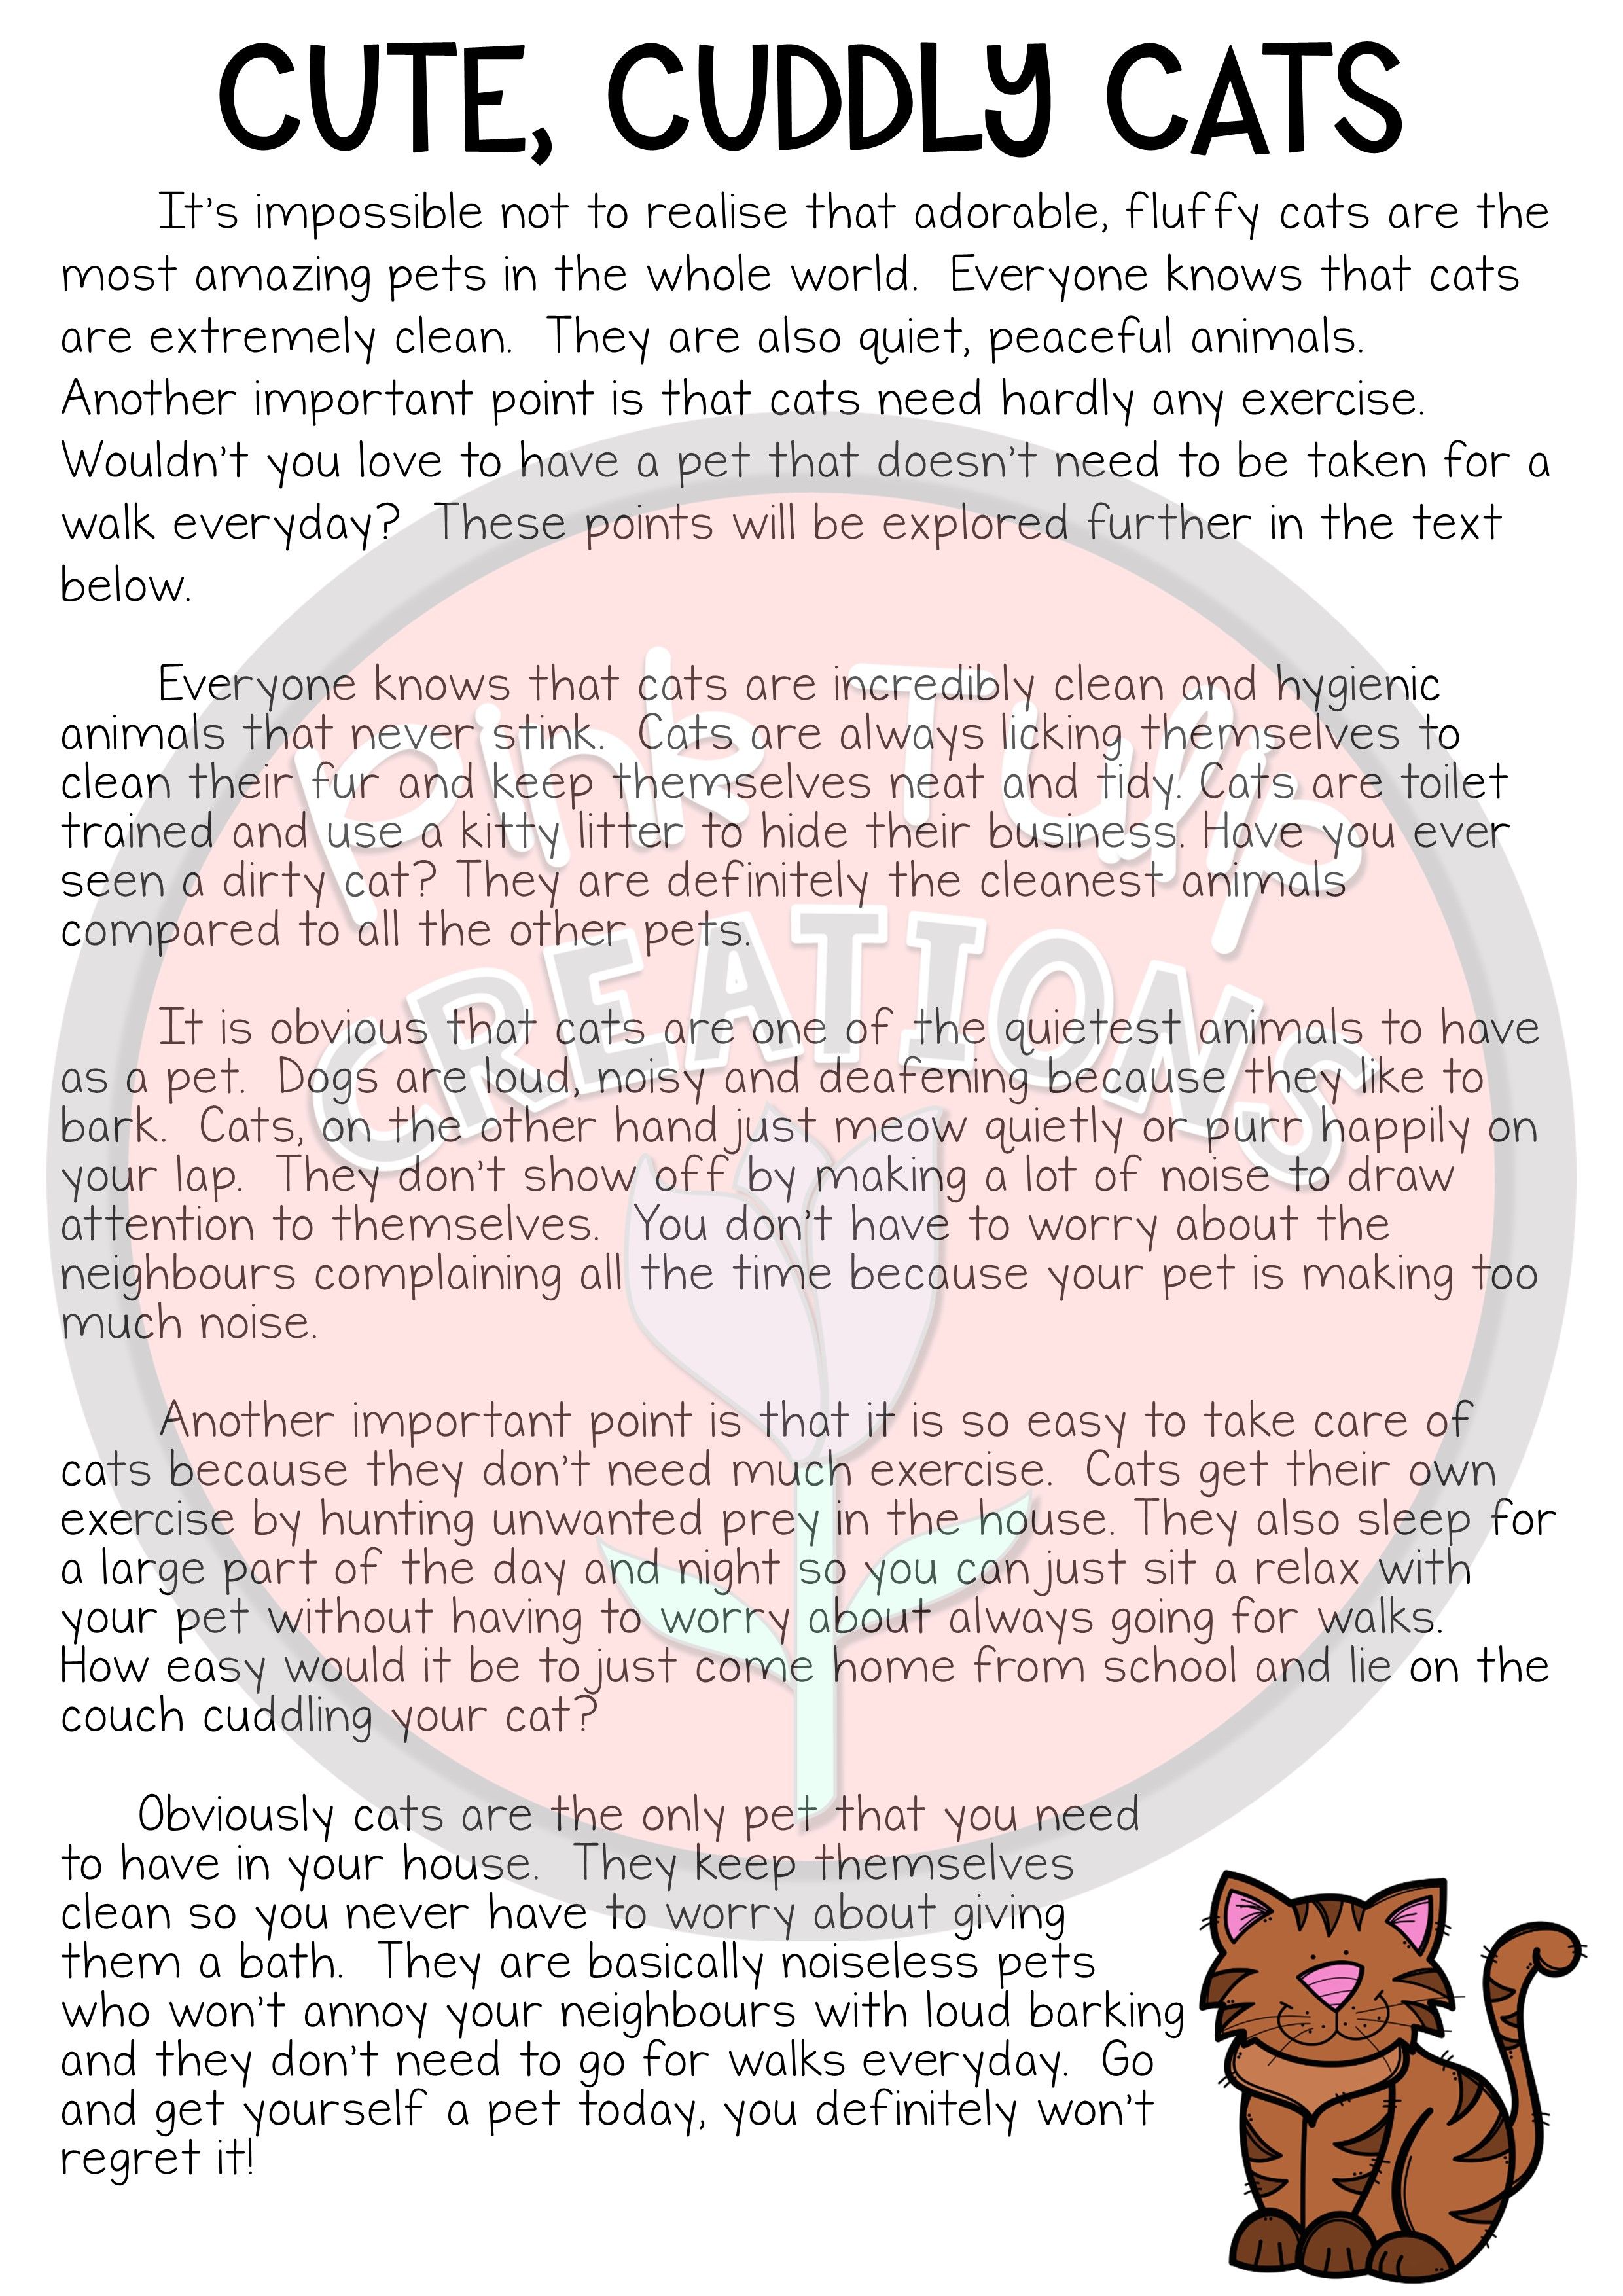 CUTE, CUDDLY CATS
It's impossible not to realise that adorable, fluffy cats are the
most amazing pets in the whole world.  Everyone knows that cats
are extremely clean.  They are also quiet, peaceful animals.
Another important point is that cats need hardly any exercise.
Wouldn't you love to have a pet that doesn't need to be taken for a
walk everyday?  These points will be explored further in the text
below.
Everyone knows that cats are incredibly clean and hygienic
animals that never stink.  Cats are always licking themselves to
clean their fur and keep themselves neat and tidy. Cats are toilet
trained and use a kitty litter to hide their business. Have you ever
seen a dirty cat? They are definitely the cleanest animals
compared to all the other pets.
It is obvious that cats are one of the quietest animals to have
as a pet.  Dogs are loud, noisy and deafening because they like to
bark.  Cats, on the other hand just meow quietly or purr happily on
your lap.  They don't show off by making a lot of noise to draw
attention to themselves.  You don't have to worry about the
neighbours complaining all the time because your pet is making too
much noise.
Another important point is that it is so easy to take care of
cats because they don't need much exercise.  Cats get their own
exercise by hunting unwanted prey in the house. They also sleep for
a large part of the day and night so you can just sit a relax with
your pet without having to worry about always going for walks.
How easy would it be to just come home from school and lie on the
couch cuddling your cat?
Obviously cats are the only pet that you need
to have in your house.  They keep themselves
clean so you never have to worry about giving
them a bath.  They are basically noiseless pets
who won't annoy your neighbours with loud barking
and they don't need to go for walks everyday.  Go
and get yourself a pet today, you definitely won't
regret it!
Pink Tulip
CREATIONS